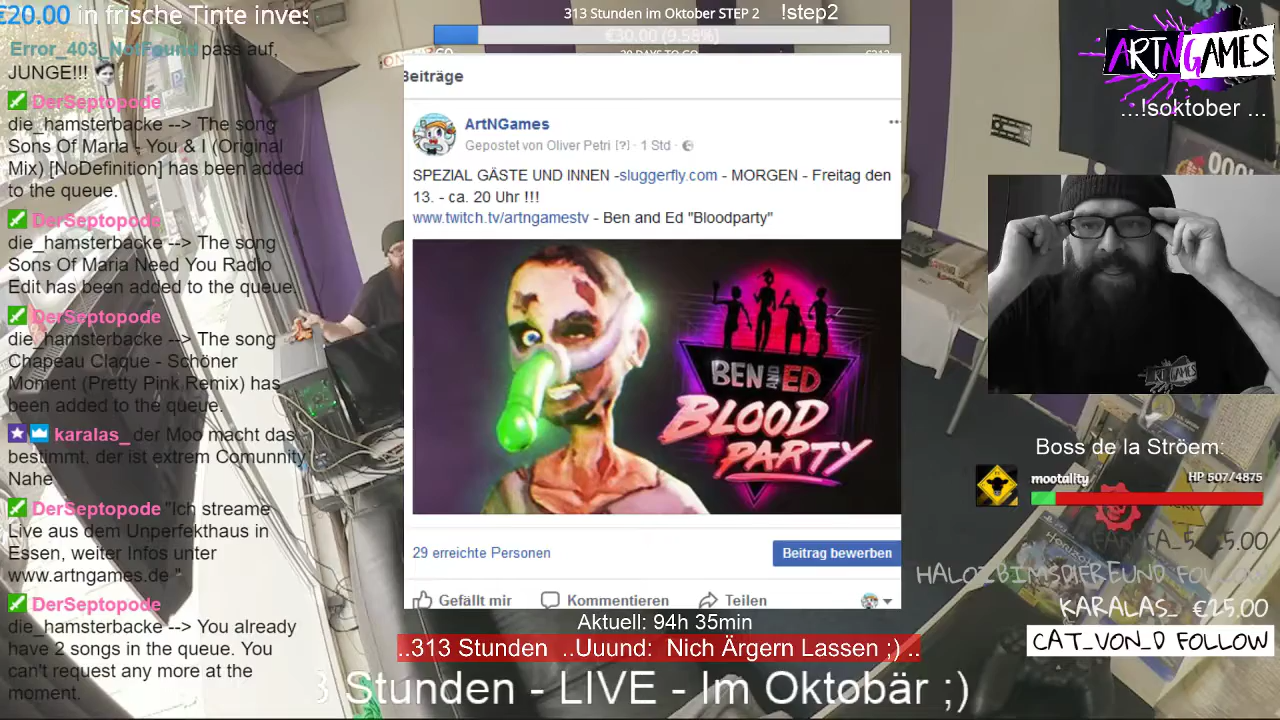 €20.00 in frische Tinte inves
Error_403_NotFound pass auf,
JUNGE!!!
DerSeptopode
die_hamsterbacke --> The song
Sons Of Maria - You & I (Original
Mix) [NoDefinition] has been added
to the queue.
DerSeptopode
die_hamsterbacke --> The song
Sons Of Maria Need You Radio
Edit has been added to the queue.
DerSeptopode
die_hamsterbacke --> The song
Chapeau Claque - Schöner
Moment (Pretty Pink Remix) has
been added to the queue.
karalas_ der Moo macht das
bestimmt, der ist extrem Comunnity
Nahe
DerSeptopode "Ich streame
Live aus dem Unperfekthaus in
Essen, weiter Infos unter
www.artngames.de "
DerSeptopode
die_hamsterbacke --> You already
have 2 songs in the queue. You
can't request any more at the
moment.
313 Stunden im Oktober STEP 2 !step2
€30.00 (9.58%)
Beiträge
ArtNGames
Gepostet von Oliver Petri [?] · 1 Std ·
SPEZIAL GÄSTE UND INNEN -sluggerfly.com - MORGEN - Freitag den
13. - ca. 20 Uhr !!!
www.twitch.tv/artngamestv - Ben and Ed "Bloodparty"
BEN AND ED
BLOOD
PARTY
29 erreichte Personen
Beitrag bewerben
Gefällt mir Kommentieren Teilen
Aktuell: 94h 35min
..313 Stunden ..Uuund: Nich Ärgern Lassen ;) ..
Stunden - LIVE - Im Oktobär ;)
ARTNGAMES
...!soktober ...
ARTNGAMES
Boss de la Ströem:
mootality HP 507/4875
HALOIBIMSDIEFREUND FOLLOW
KARALAS_ €25.00
CAT_VON_D FOLLOW